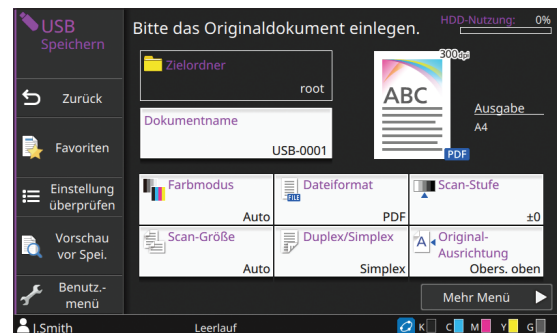 USB
Speichern
Bitte das Originaldokument einlegen.
HDD-Nutzung: 0%
Zurück
Favoriten
Einstellung
überprüfen
Vorschau
vor Spei.
Benutz.-
menü
Zielordner
root
Dokumentname
USB-0001
300dpi
ABC
PDF
Ausgabe
A4
Farbmodus
Auto
Dateiformat
FILE
PDF
Scan-Stufe
±0
Scan-Größe
Auto
Duplex/Simplex
Simplex
A
Original-
Ausrichtung
Obers. oben
Mehr Menü
J.Smith
Leerlauf
K C M Y G